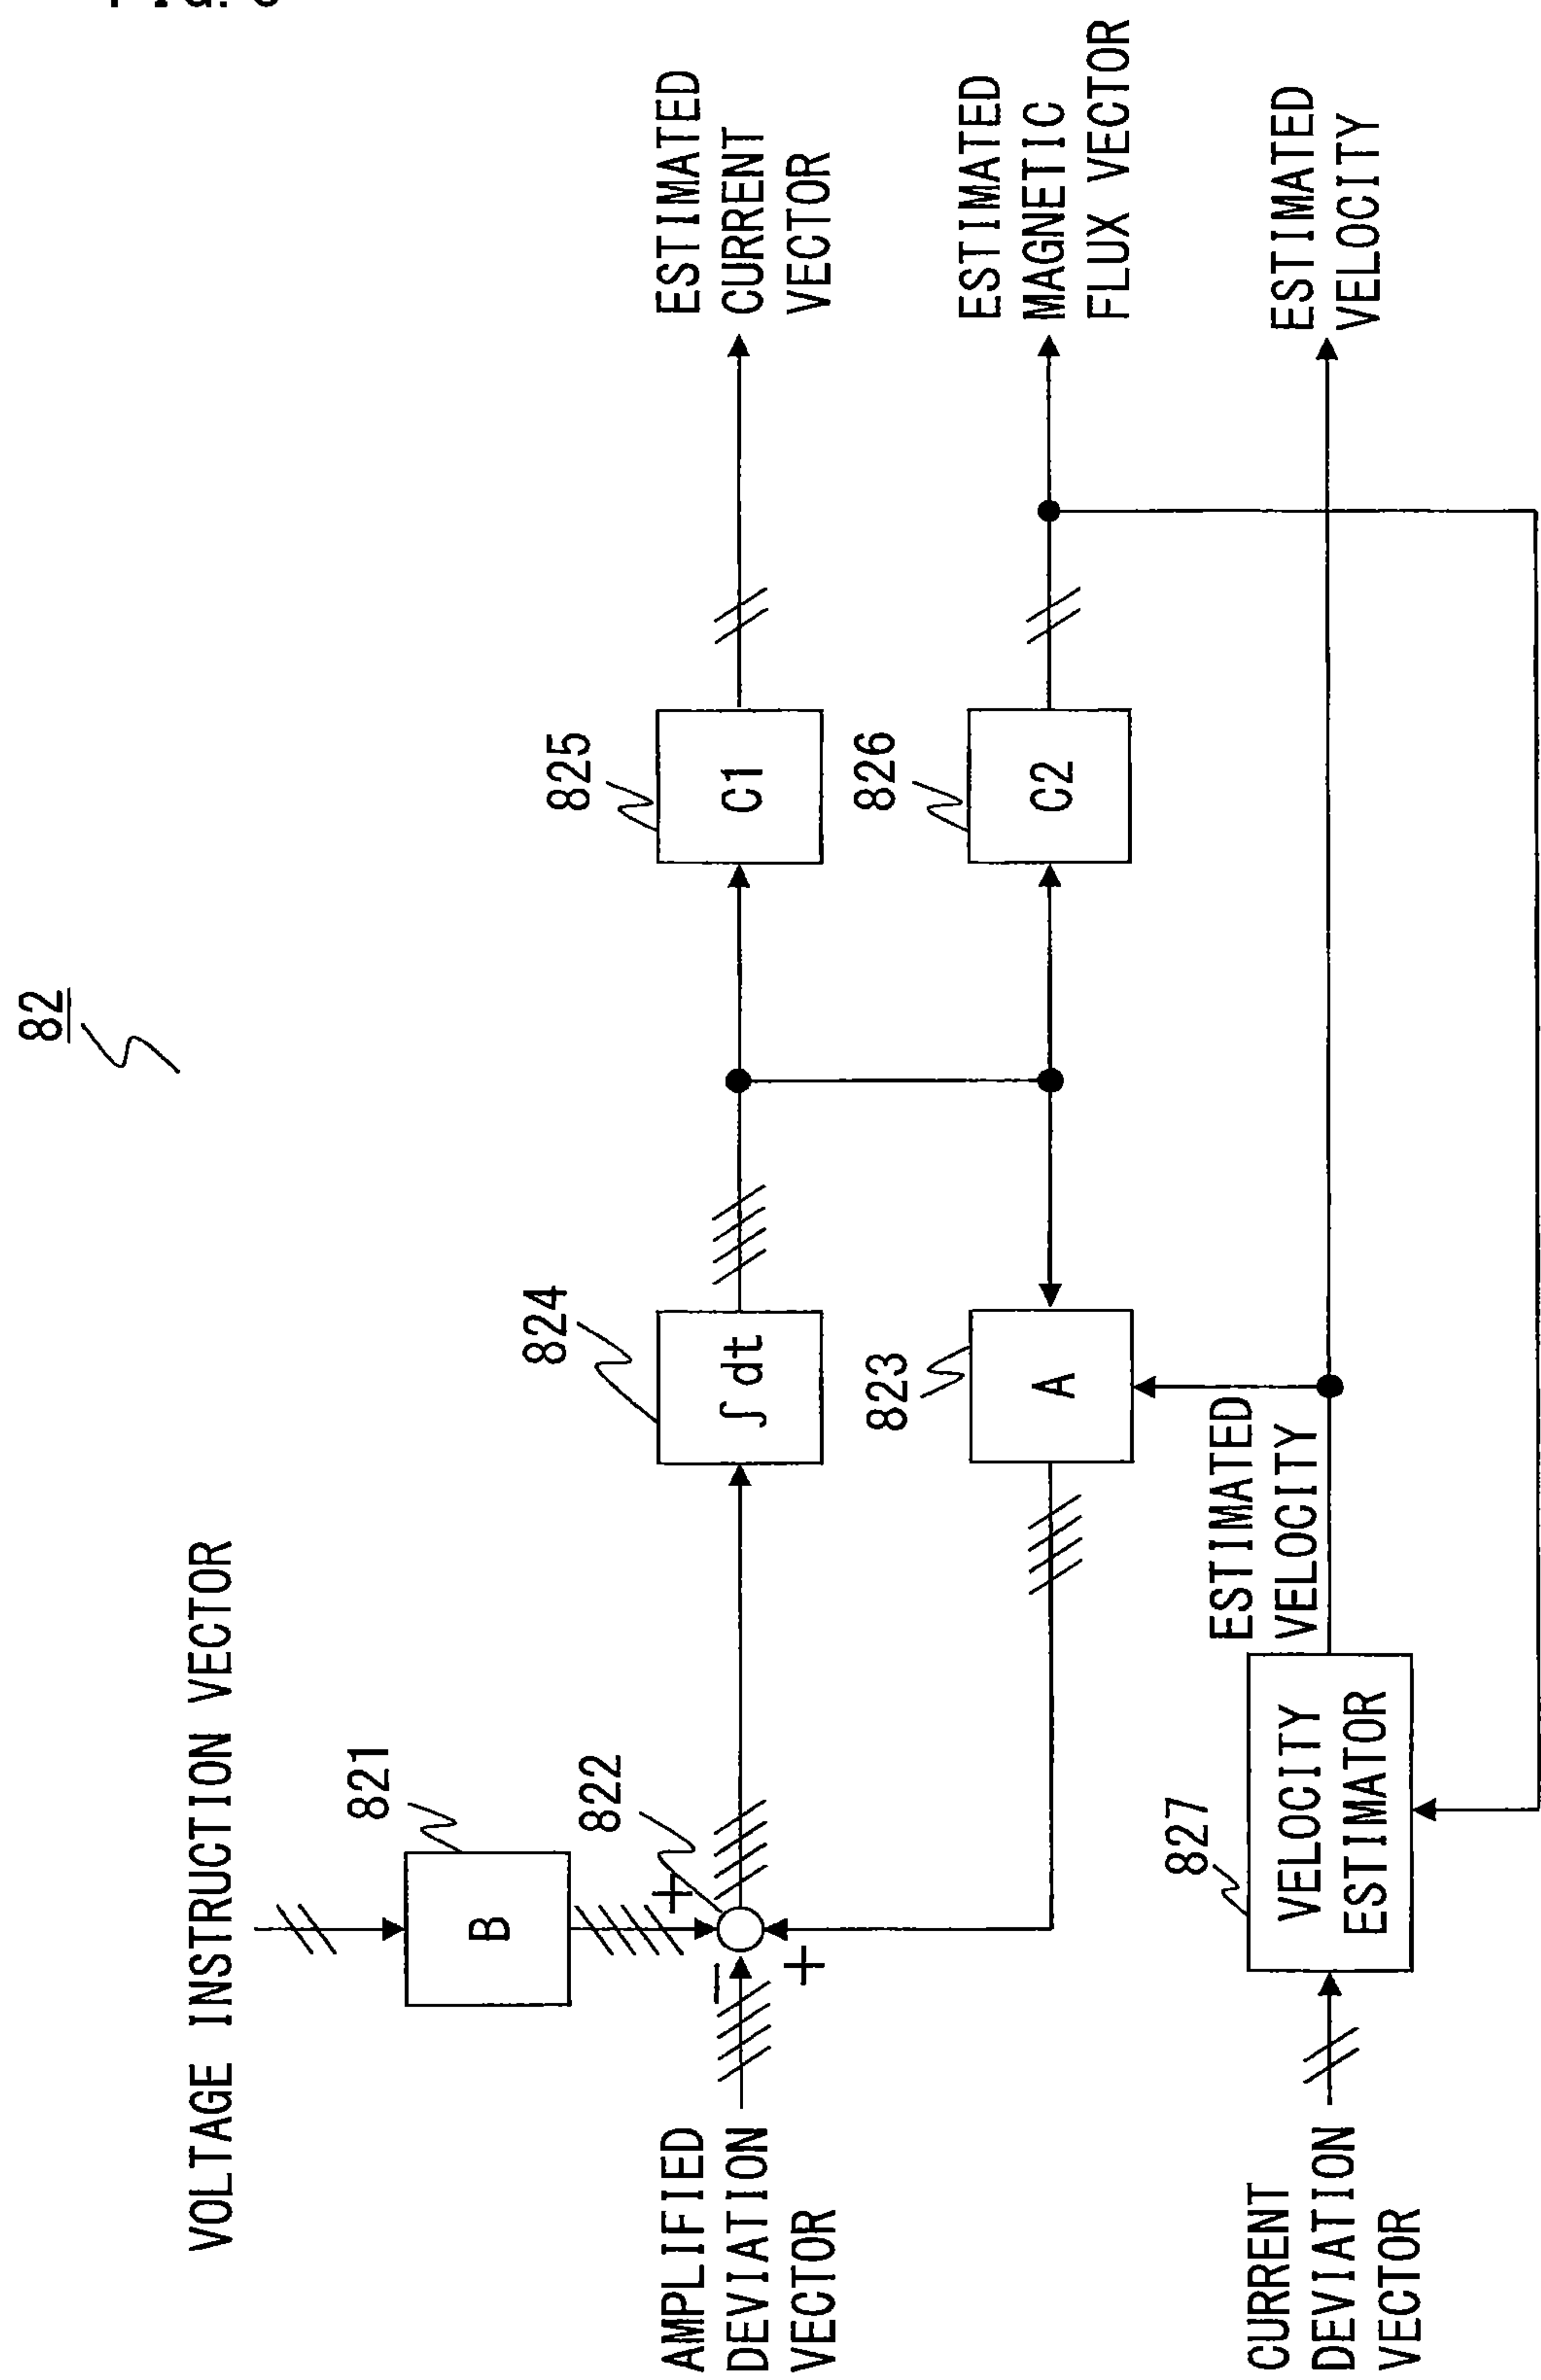 82
VOLTAGE INSTRUCTION VECTOR
821
B
822
+
−
+
AMPLIFIED
DEVIATION
VECTOR
824
∫dt
823
A
825
C1
826
C2
ESTIMATED
CURRENT
VECTOR
ESTIMATED
MAGNETIC
FLUX VECTOR
ESTIMATED
VELOCITY
ESTIMATED
VELOCITY
827
VELOCITY
ESTIMATOR
CURRENT
DEVIATION
VECTOR